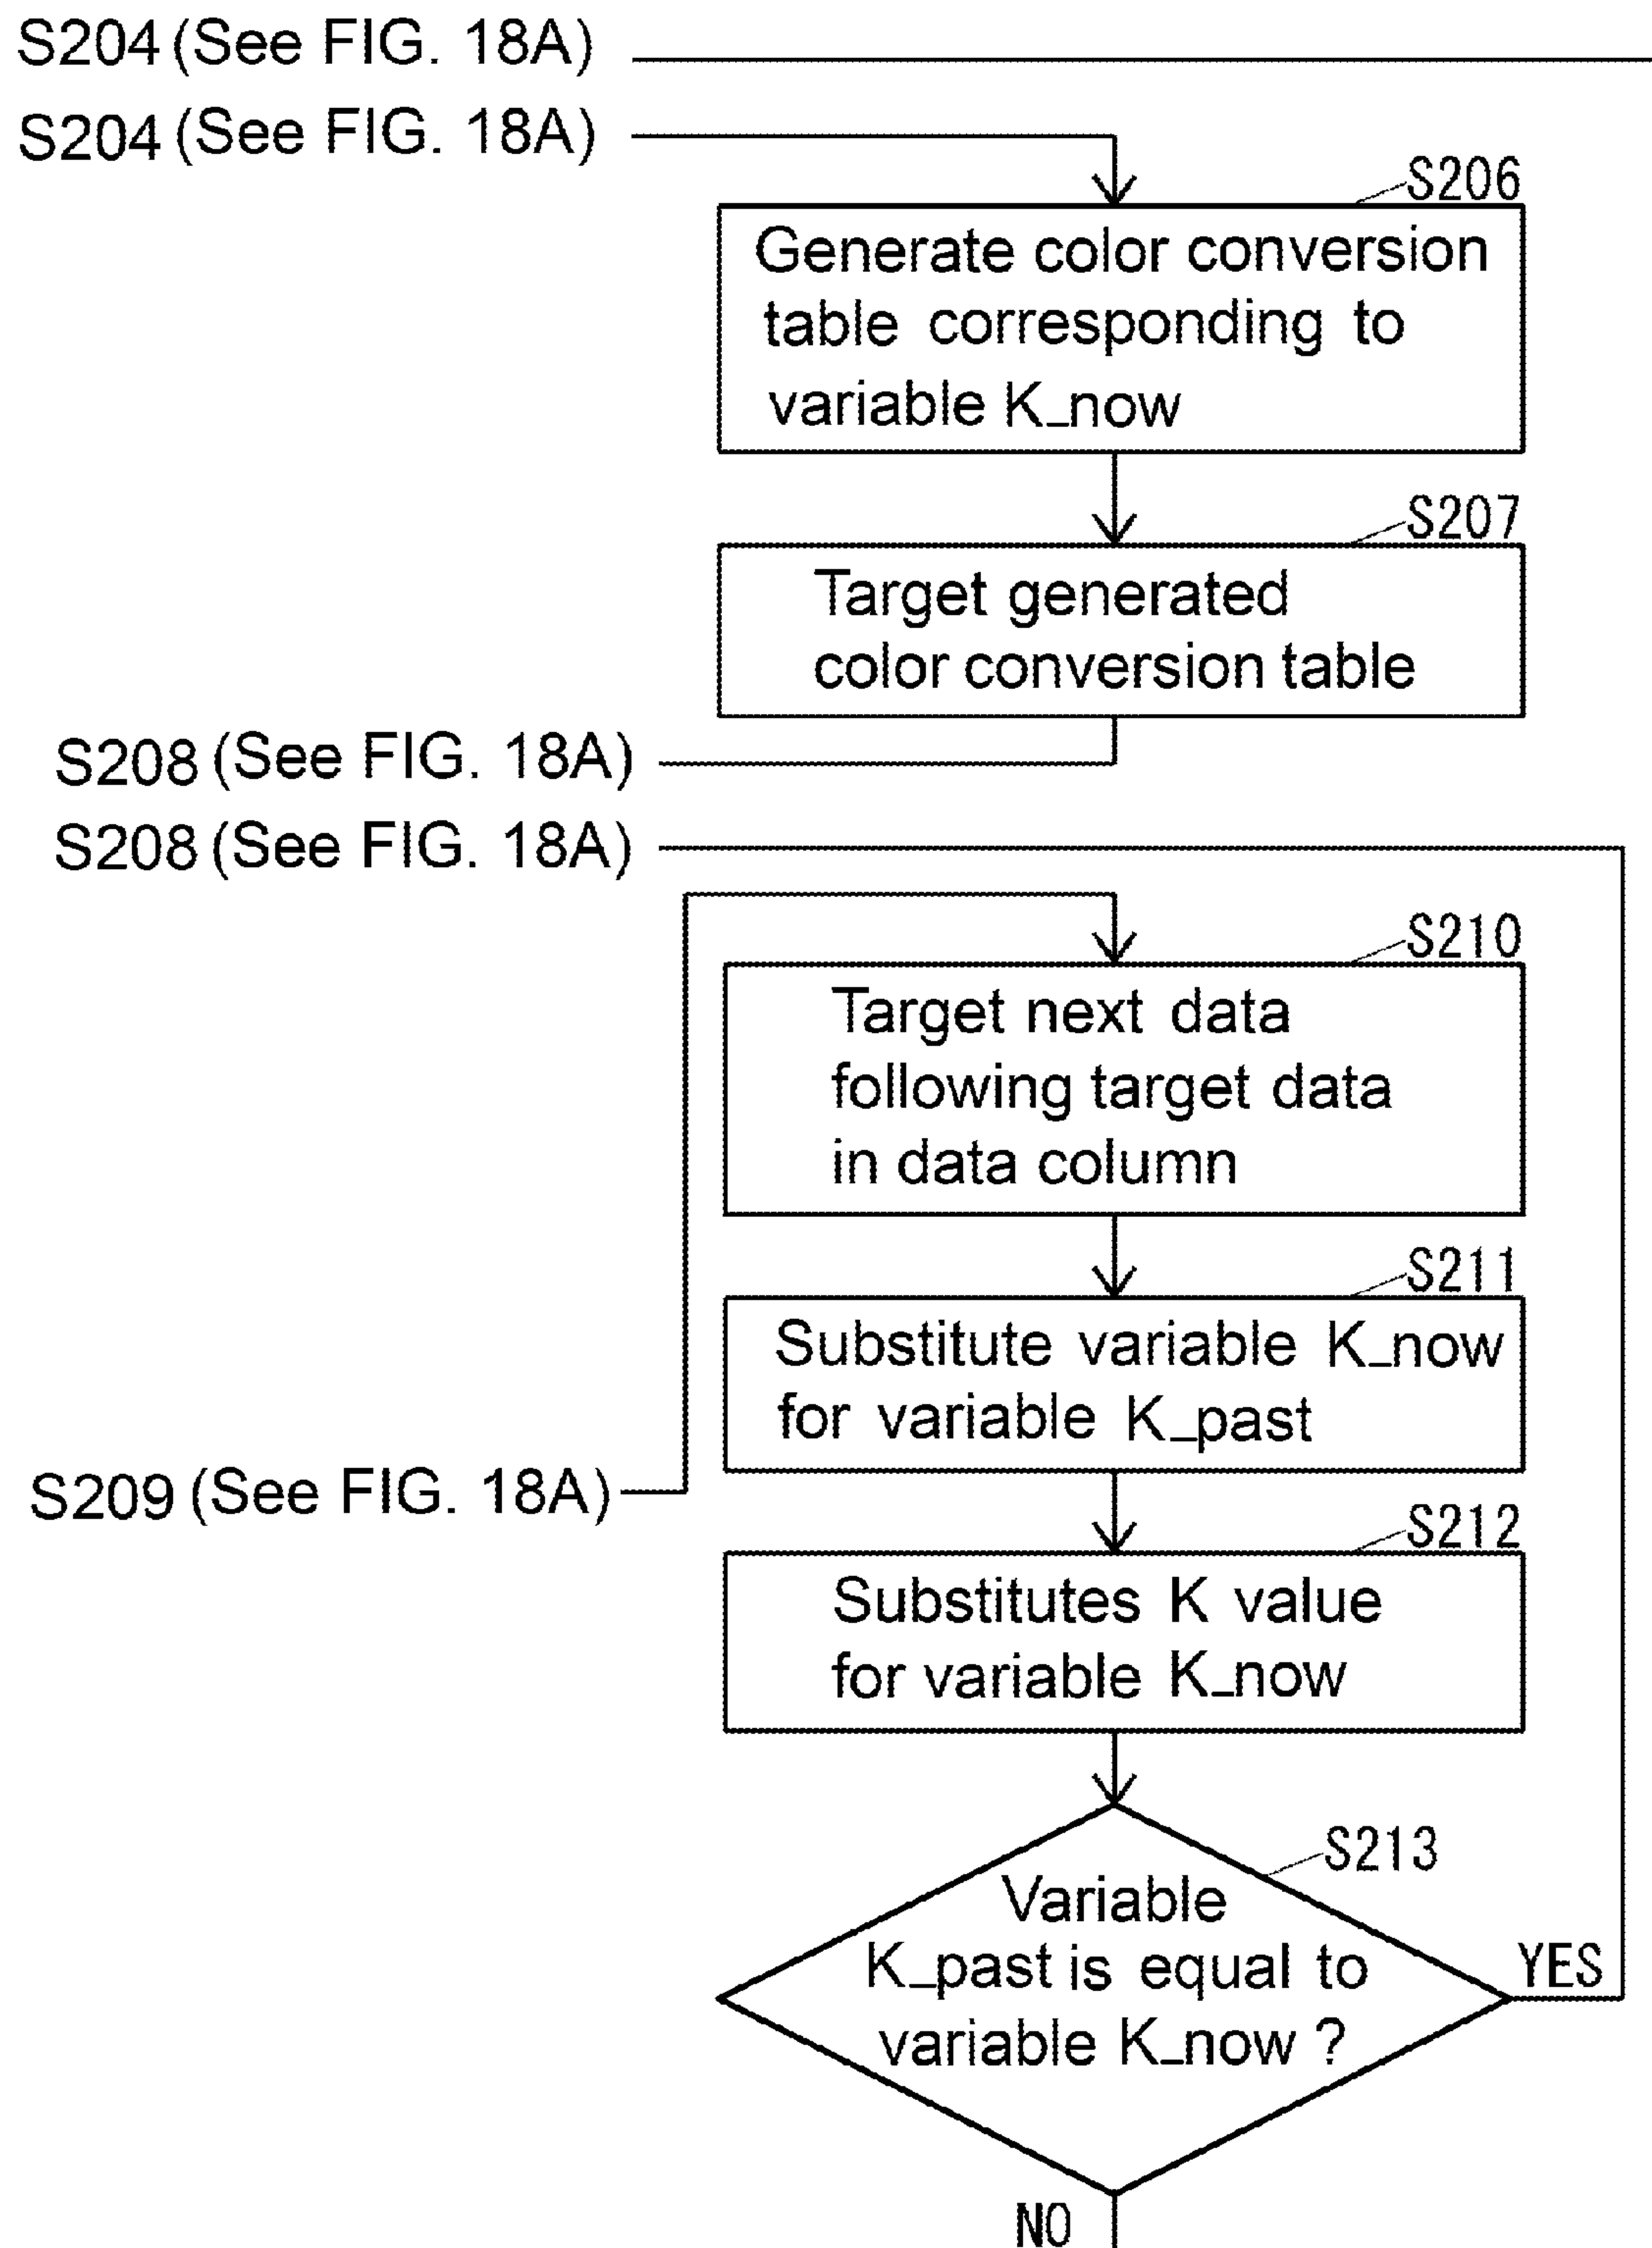 S204 (See FIG. 18A)
S204 (See FIG. 18A)
S206
Generate color conversion
table corresponding to
variable K_now
S207
Target generated
color conversion table
S208 (See FIG. 18A)
S208 (See FIG. 18A)
S210
Target next data
following target data
in data column
S211
Substitute variable K_now
for variable K_past
S209 (See FIG. 18A)
S212
Substitutes K value
for variable K_now
S213
Variable
K_past is equal to
variable K_now ?
YES
NO